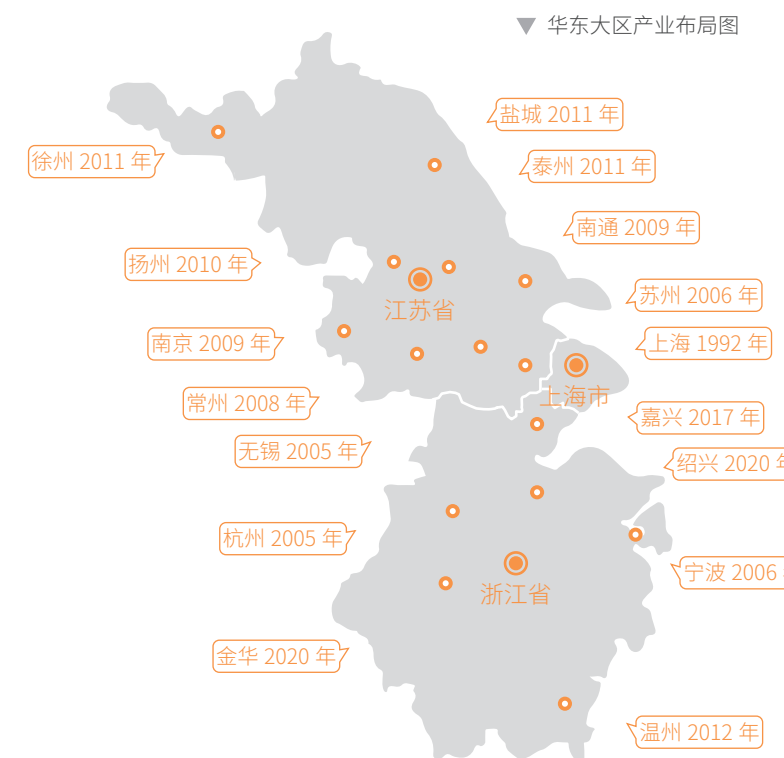 华东大区产业布局图
盐城 2011 年
徐州 2011 年
泰州 2011 年
南通 2009 年
扬州 2010 年
苏州 2006 年
江苏省
南京 2009 年
上海 1992 年
上海市
常州 2008 年
嘉兴 2017 年
无锡 2005 年
绍兴 2020 年
杭州 2005 年
宁波 2006
浙江省
金华 2020 年
温州 2012 年